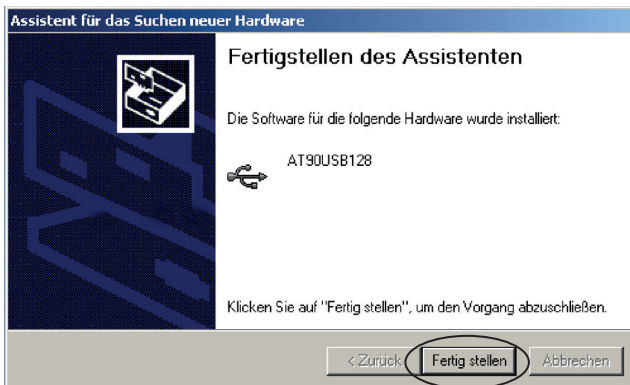 Assistent für das Suchen neuer Hardware
Fertigstellen des Assistenten
Die Software für die folgende Hardware wurde installiert:
AT90USB128
Klicken Sie auf "Fertig stellen", um den Vorgang abzuschließen.
< Zurück
Fertig stellen
Abbrechen